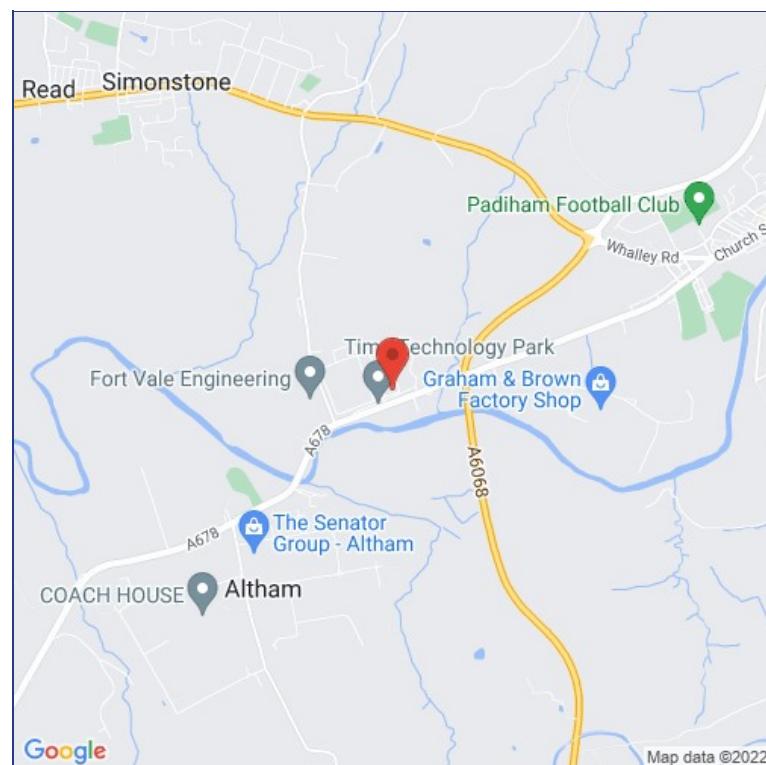 Read
Simonstone
Padiham Football Club
Whalley Rd
Church S
Time Technology Park
Fort Vale Engineering
Graham & Brown
Factory Shop
A678
A6068
The Senator
Group - Altham
A678
COACH HOUSE
Altham
Google
Map data ©2022